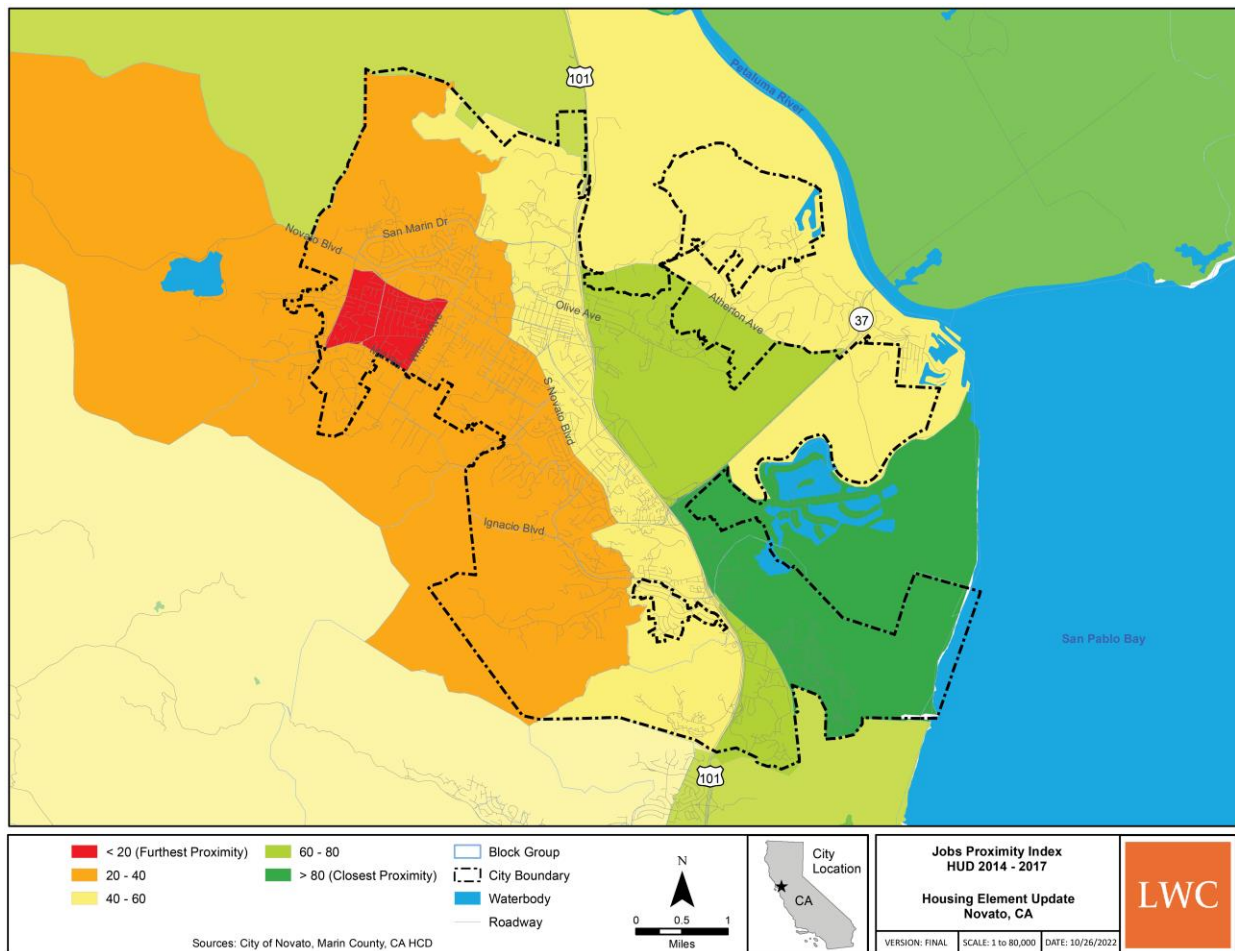 101
Petaluma River
Novato Blvd
San Marin Dr
Olive Ave
Atherton Ave
37
S Novato Blvd
Ignacio Blvd
San Pablo Bay
101
< 20 (Furthest Proximity)
20 - 40
40 - 60
60 - 80
> 80 (Closest Proximity)
Block Group
City Boundary
Waterbody
Roadway
Sources: City of Novato, Marin County, CA HCD
N
0 0.5 1
Miles
City
Location
CA
Jobs Proximity Index
HUD 2014 - 2017
Housing Element Update
Novato, CA
VERSION: FINAL
SCALE: 1 to 80,000
DATE: 10/26/2022
LWC